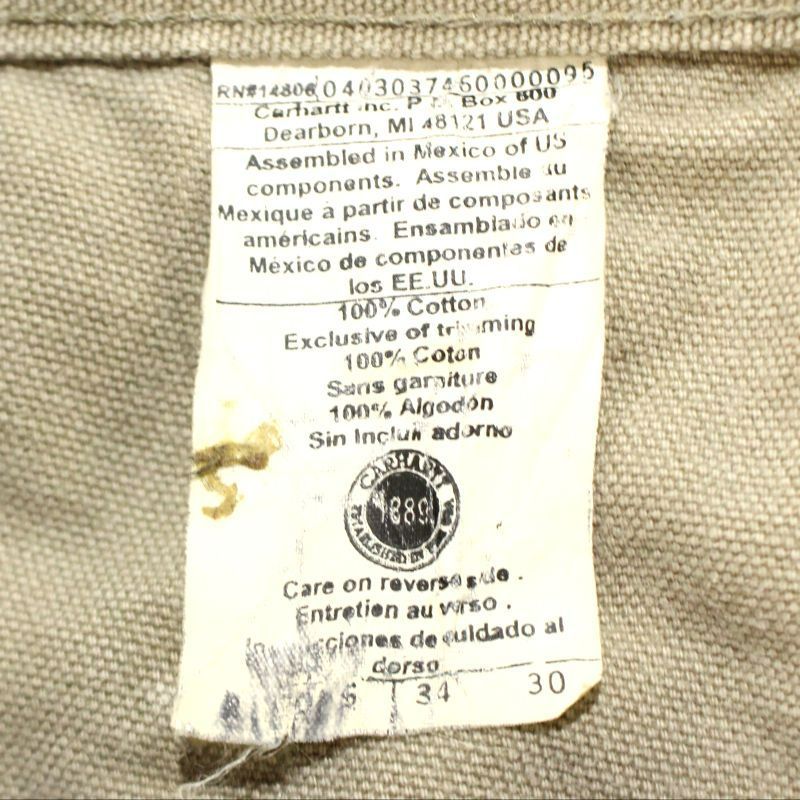 RN#14806 0403037460000095
Carhartt Inc. P.O. Box 600
Dearborn, MI 48121 USA
Assembled in Mexico of US
components. Assemble au
Mexique à partir de composants
américains. Ensamblado en
México de componentes de
los EE.UU.
100% Cotton
Exclusive of trimming
100% Coton
Sans garniture
100% Algodón
Sin Incluir adorno
CARHARTT
1889
ESTABLISHED IN
Care on reverse side.
Entretien au verso.
Instrucciones de cuidado al
dorso
34 30